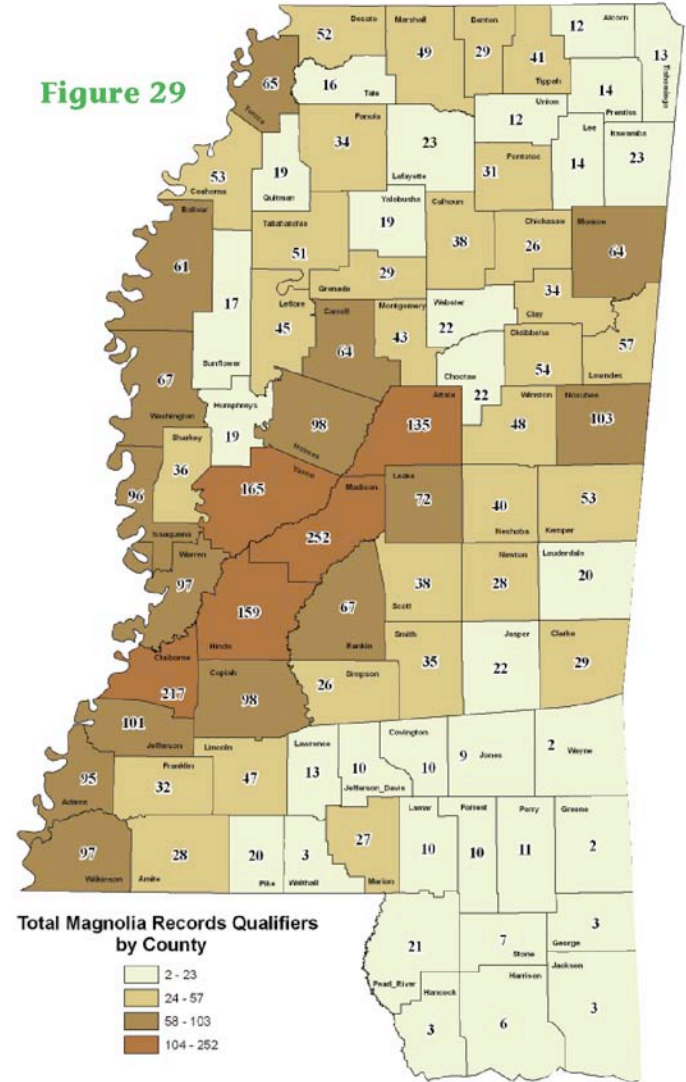 Figure 29
Desoto
52
Marshall
49
Benton
29
Tippah
41
Alcorn
12
Tishomingo
13
Tunica
65
Tate
16
Union
12
Prentiss
14
Panola
34
Lafayette
23
Pontotoc
31
Lee
14
Itawamba
23
Coahoma
53
Quitman
19
Bolivar
61
Tallahatchie
51
Yalobusha
19
Calhoun
38
Chickasaw
26
Monroe
64
Sunflower
17
Leflore
45
Grenada
29
Carroll
64
Montgomery
43
Webster
22
Clay
34
Choctaw
22
Oktibbeha
54
Lowndes
57
Washington
67
Humphreys
19
Holmes
98
Attala
135
Winston
48
Noxubee
103
Sharkey
36
Issaquena
96
Yazoo
165
Madison
252
Leake
72
Neshoba
40
Kemper
53
Warren
97
Hinds
159
Rankin
67
Scott
38
Newton
28
Lauderdale
20
Claiborne
217
Copiah
98
Simpson
26
Smith
35
Jasper
22
Clarke
29
Jefferson
101
Adams
95
Franklin
32
Lincoln
47
Lawrence
13
Jefferson_Davis
10
Covington
10
Jones
9
Wayne
2
Wilkinson
97
Amite
28
Pike
20
Walthall
3
Marion
27
Lamar
10
Forrest
10
Perry
11
Greene
2
Pearl_River
21
Stone
7
George
3
Hancock
3
Harrison
6
Jackson
3
Total Magnolia Records Qualifiers
by County
2 - 23
24 - 57
58 - 103
104 - 252